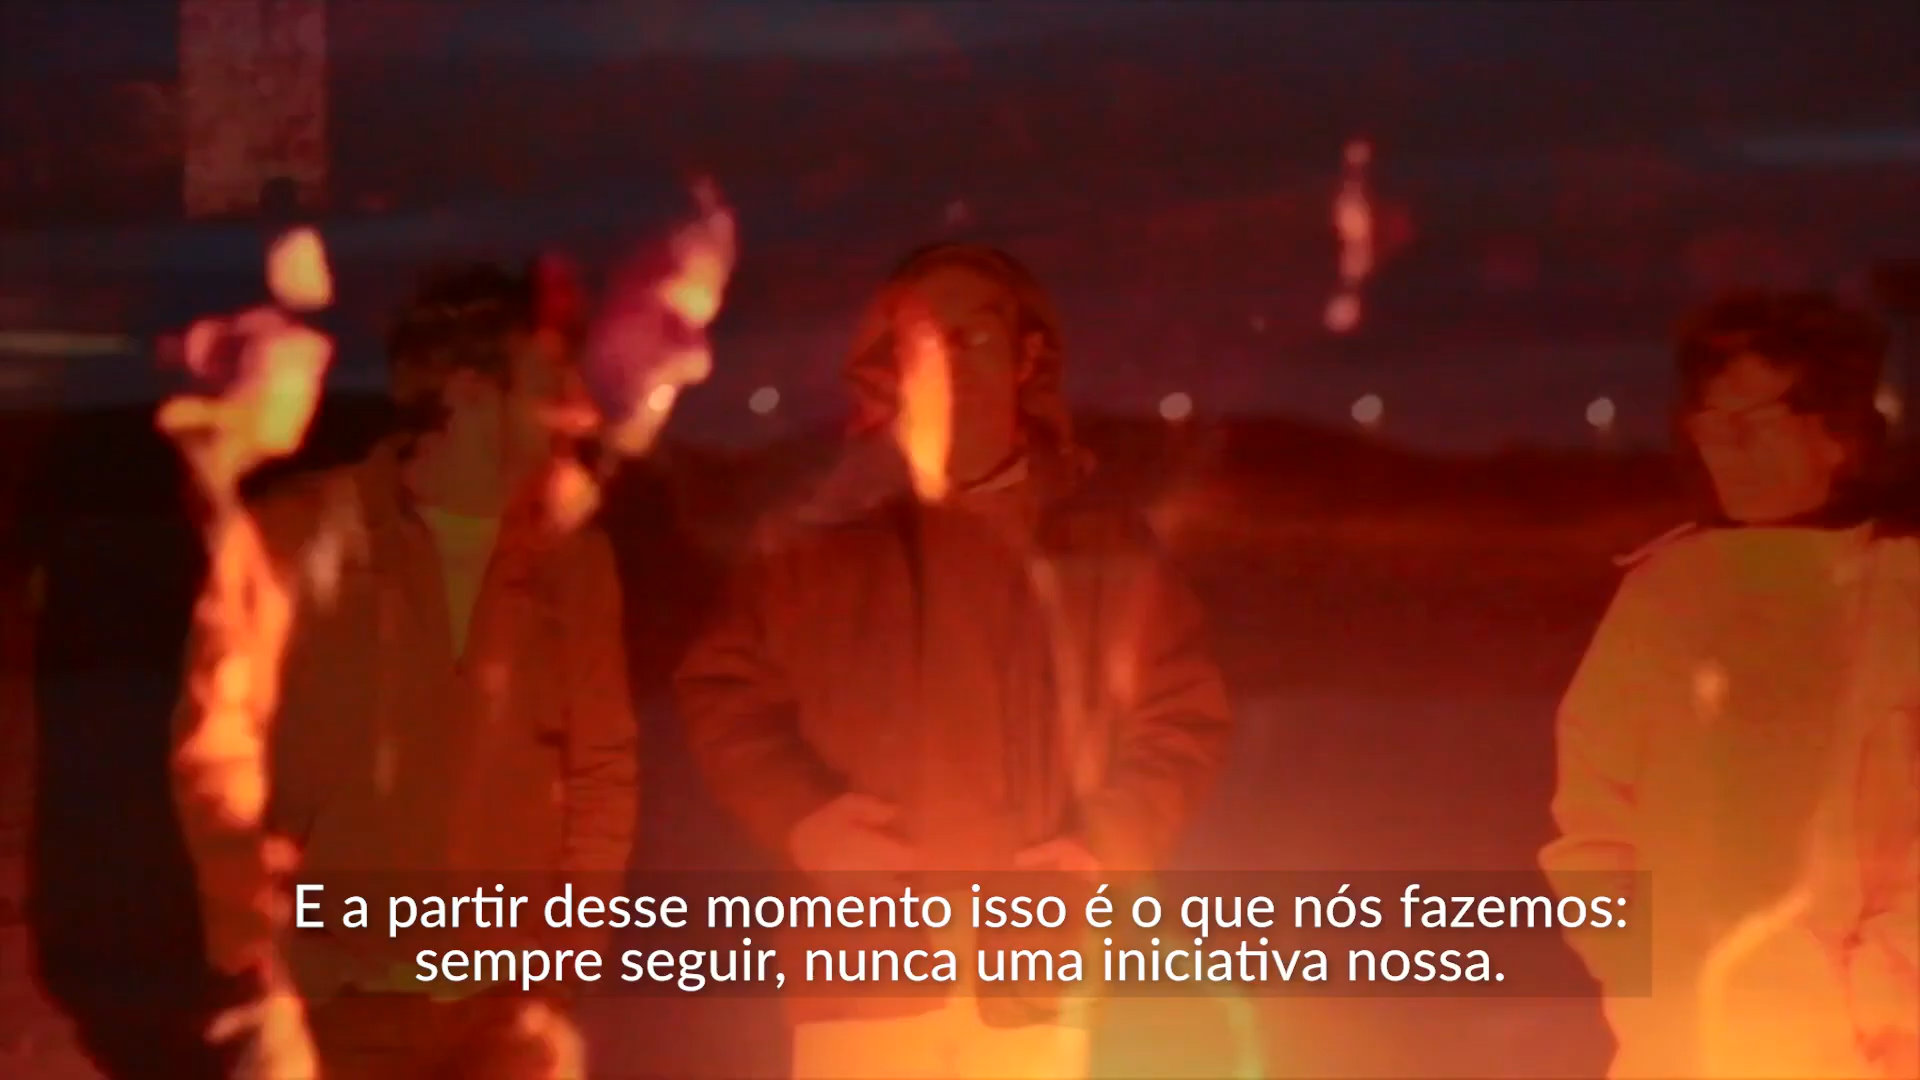 E a partir desse momento isso é o que nós fazemos:
sempre seguir, nunca uma iniciativa nossa.